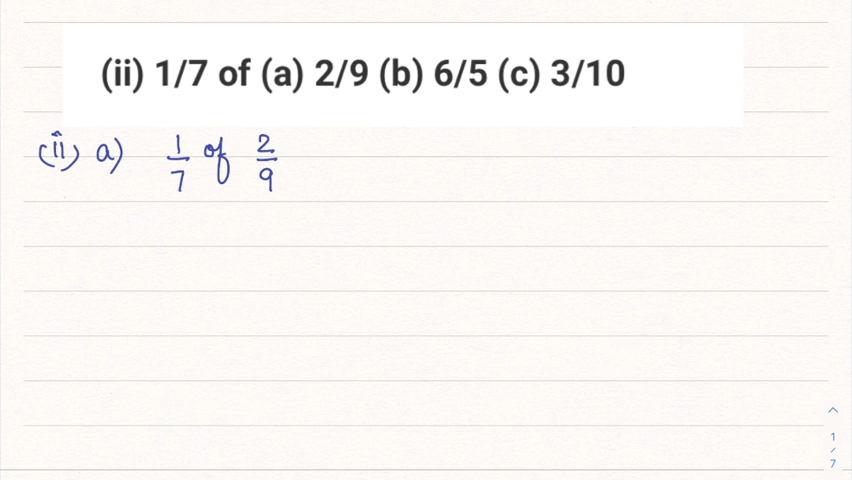 (ii) 1/7 of (a) 2/9 (b) 6/5 (c) 3/10
(ii) a) 1/7 of 2/9
1
/
7